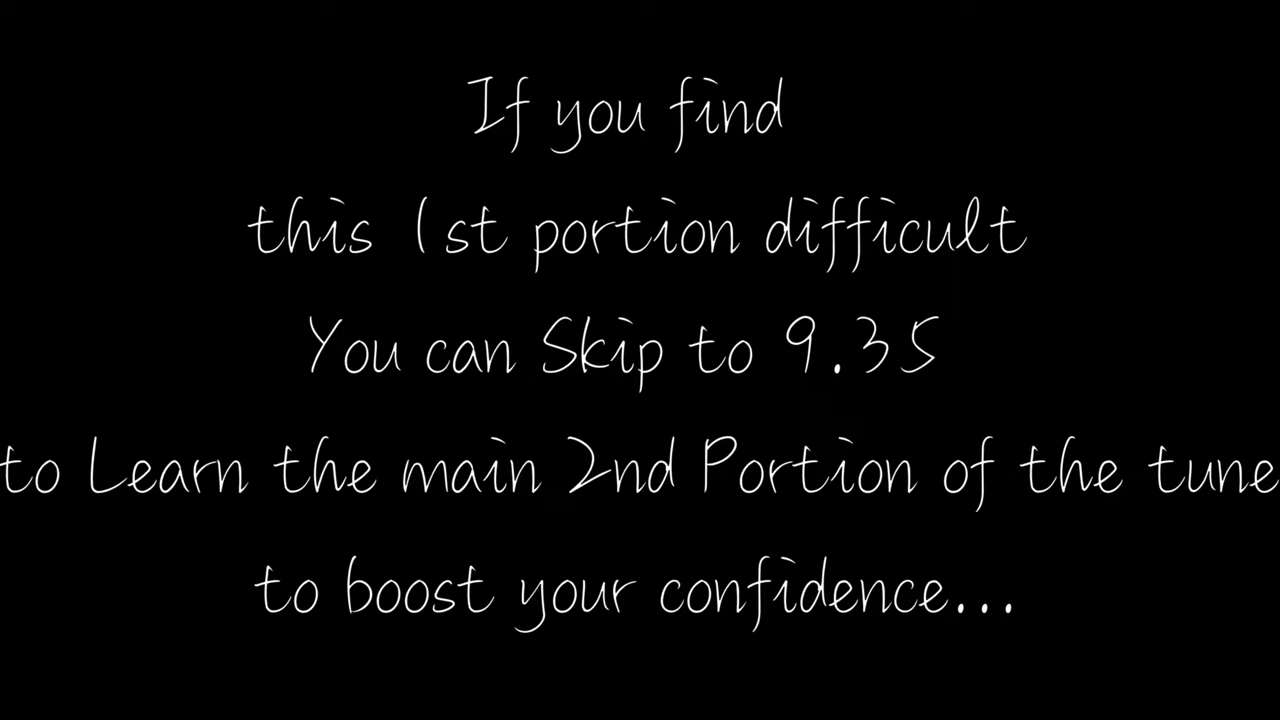 If you find
this 1st portion difficult
You can Skip to 9.35
to Learn the main 2nd Portion of the tune
to boost your confidence...